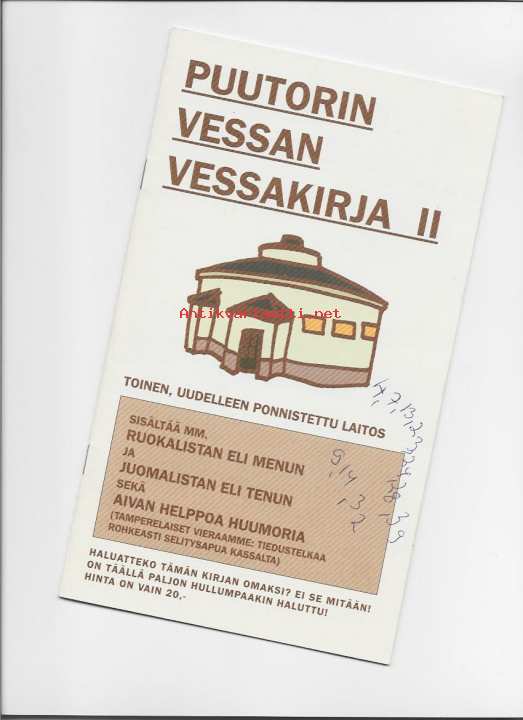 PUUTORIN
VESSAN
VESSAKIRJA II
Antikvariaatti.net
TOINEN, UUDELLEEN PONNISTETTU LAITOS
SISÄLTÄÄ MM.
RUOKALISTAN ELI MENUN
JA
JUOMALISTAN ELI TENUN
SEKÄ
AIVAN HELPPOA HUUMORIA
(TAMPERELAISET VIERAAMME: TIEDUSTELKAA
ROHKEASTI SELITYSAPUA KASSALTA)
HALUATTEKO TÄMÄN KIRJAN OMAKSI? EI SE MITÄÄN!
ON TÄÄLLÄ PALJON HULLUMPAAKIN HALUTTU!
HINTA ON VAIN 20,-